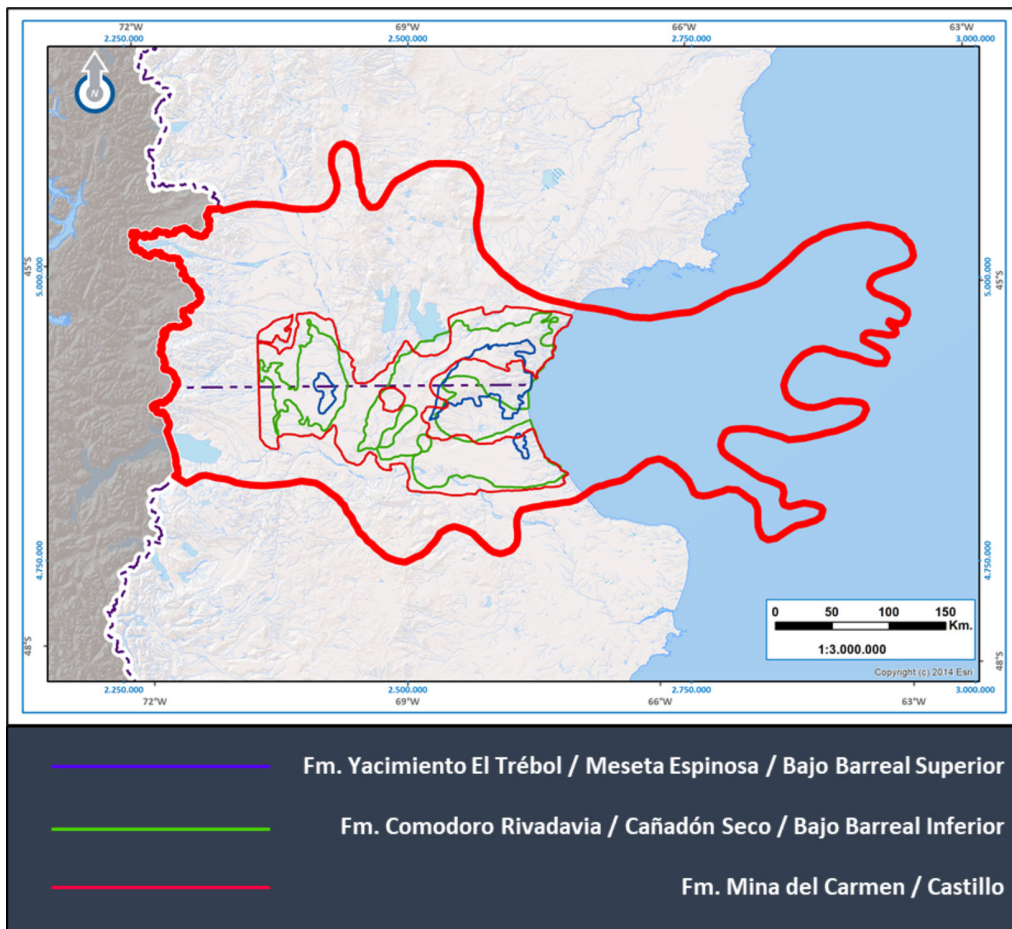 72°W 69°W 66°W 63°W
2.250.000 2.500.000 2.750.000 3.000.000
N
45°S 5.000.000 5.000.000 45°S
4.750.000 4.750.000
0 50 100 150
Km.
1:3.000.000
48°S 48°S
Copyright (c) 2014 Esri
2.250.000 2.500.000 2.750.000 3.000.000
72°W 69°W 66°W 63°W
Fm. Yacimiento El Trébol / Meseta Espinosa / Bajo Barreal Superior
Fm. Comodoro Rivadavia / Cañadón Seco / Bajo Barreal Inferior
Fm. Mina del Carmen / Castillo